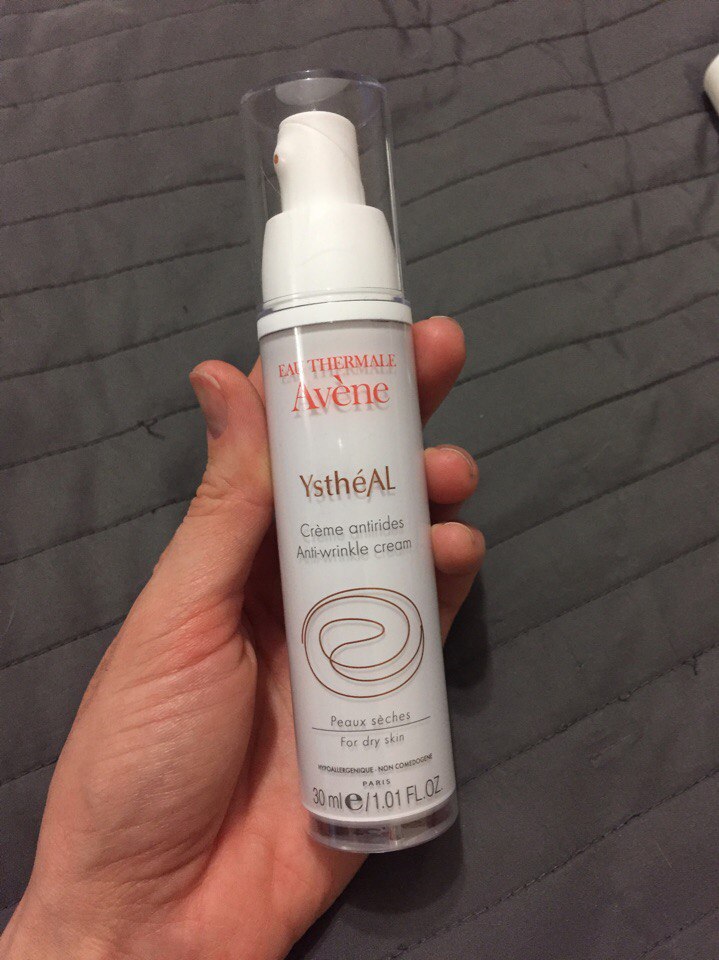 EAU THERMALE
Avène
YsthéAL
Crème antirides
Anti-wrinkle cream
Peaux sèches
For dry skin
HYPOALLERGENIQUE - NON COMEDOGENE
PARIS
30 ml e/1.01 FL.OZ.